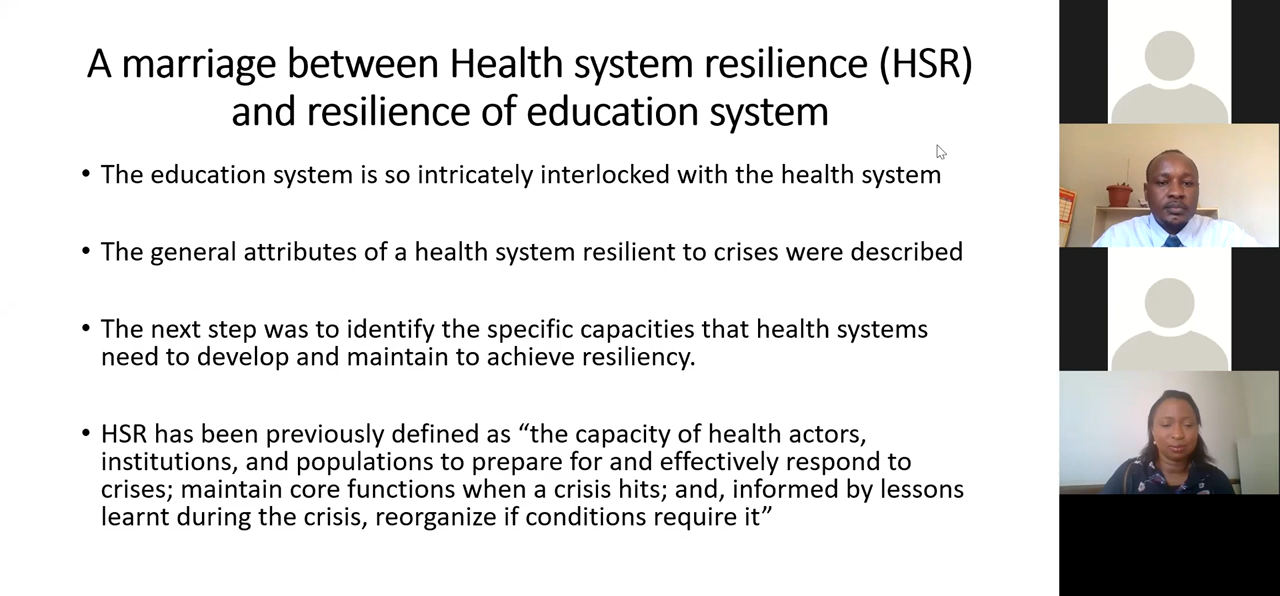 A marriage between Health system resilience (HSR)
and resilience of education system
• The education system is so intricately interlocked with the health system
• The general attributes of a health system resilient to crises were described
• The next step was to identify the specific capacities that health systems
need to develop and maintain to achieve resiliency.
• HSR has been previously defined as “the capacity of health actors,
institutions, and populations to prepare for and effectively respond to
crises; maintain core functions when a crisis hits; and, informed by lessons
learnt during the crisis, reorganize if conditions require it”